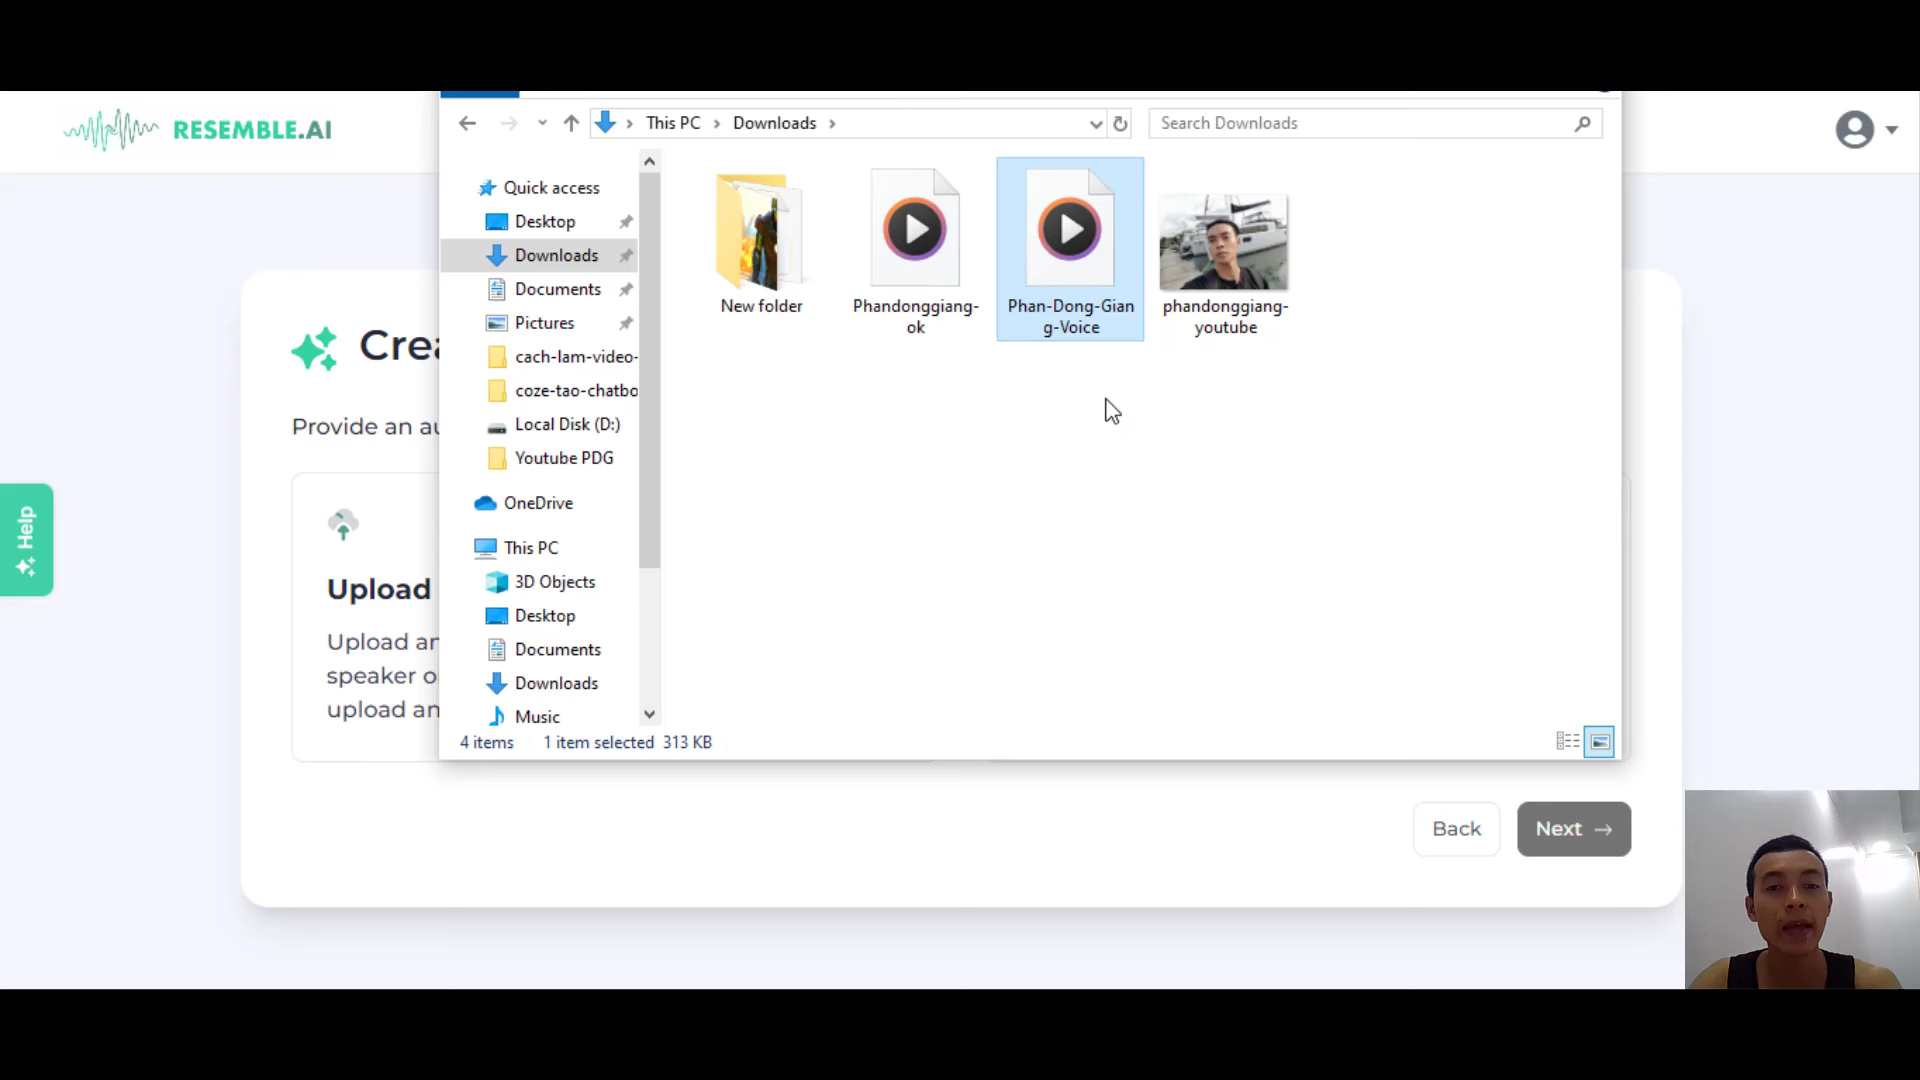 RESEMBLE.AI
This PC
Downloads
Search Downloads
Quick access
Desktop
Downloads
Documents
Pictures
cach-lam-video-
coze-tao-chatbo
Local Disk (D:)
Youtube PDG
OneDrive
This PC
3D Objects
Desktop
Documents
Downloads
Music
New folder
Phandonggiang-
ok
Phan-Dong-Gian
g-Voice
phandonggiang-
youtube
4 items
1 item selected 313 KB
Crea
Provide an au
Help
Upload
Upload an
speaker o
upload an
Back
Next